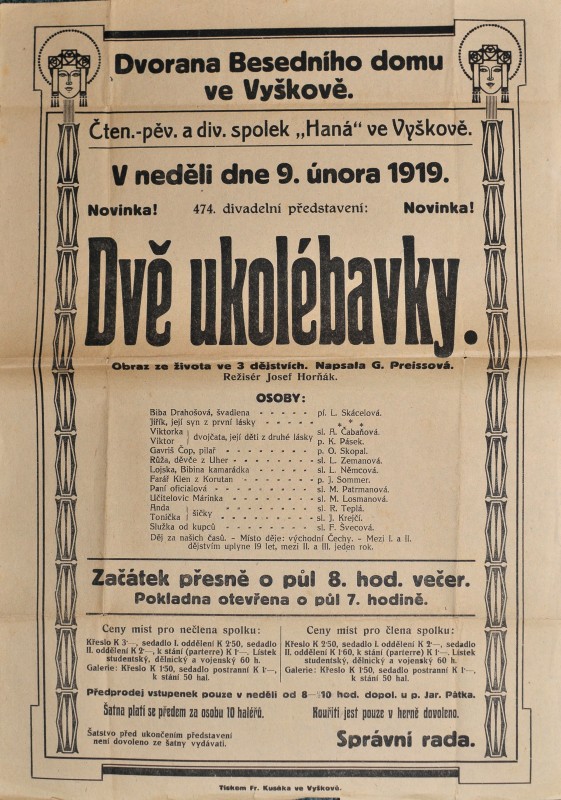 Dvorana Besedního domu
ve Vyškově.
Čten.-pěv. a div. spolek „Haná“ ve Vyškově.
V neděli dne 9. února 1919.
Novinka! 474. divadelní představení: Novinka!
Dvě ukolébavky.
Obraz ze života ve 3 dějstvích. Napsala G. Preissová.
Režisér Josef Horňák.
OSOBY:
Biba Drahošová, švadlena - - - - - pí. L. Skácelová.
Jiřík, její syn z první lásky - - - - - * * *
Viktorka } dvojčata, její děti z druhé lásky sl. A. Čabaňová.
Viktor p. K. Pásek.
Gavriš Čop, pilař - - - - - - - p. O. Skopal.
Růža, děvče z Uher - - - - - - - sl. L. Zemanová.
Lojska, Bibina kamarádka - - - - - sl. L. Němcová.
Farář Klen z Korutan - - - - - - p. J. Sommer.
Paní oficialová - - - - - - - - sl. M. Patrmanová.
Učitelovic Márinka - - - - - - - sl. M. Losmanová.
Anda } šičky - - - - - - - sl. R. Teplá.
Tonička - - - - - - - sl. J. Krejčí.
Služka od kupců - - - - - - - sl. F. Švecová.
Děj za našich časů. - Místo děje: východní Čechy. - Mezi I. a II.
dějstvím uplyne 19 let, mezi II. a III. jeden rok.
Začátek přesně o půl 8. hod. večer.
Pokladna otevřena o půl 7. hodině.
Ceny míst pro nečlena spolku:
Křeslo K 3·—, sedadlo I. oddělení K 2·50, sedadlo
II. oddělení K 2·—, k stání (parterre) K 1·—. Lístek
studentský, dělnický a vojenský 60 h.
Galerie: Křeslo K 1·50, sedadlo postranní K 1·—,
k stání 50 hal.
Ceny míst pro člena spolku:
Křeslo K 2·50, sedadlo I. oddělení K 2·—, sedadlo
II. oddělení K 1·60, k stání (parterre) K 1·—. Lístek
studentský, dělnický a vojenský 60 h.
Galerie: Křeslo K 1·50, sedadlo postranní K 1·—,
k stání 50 hal.
Předprodej vstupenek pouze v neděli od 8—½10 hod. dopol. u p. Jar. Pátka.
Šatna platí se předem za osobu 10 haléřů. Kouřiti jest pouze v herně dovoleno.
Šatstvo před ukončením představení
není dovoleno ze šatny vydávati.
Správní rada.
Tiskem Fr. Kuséka ve Vyškově.